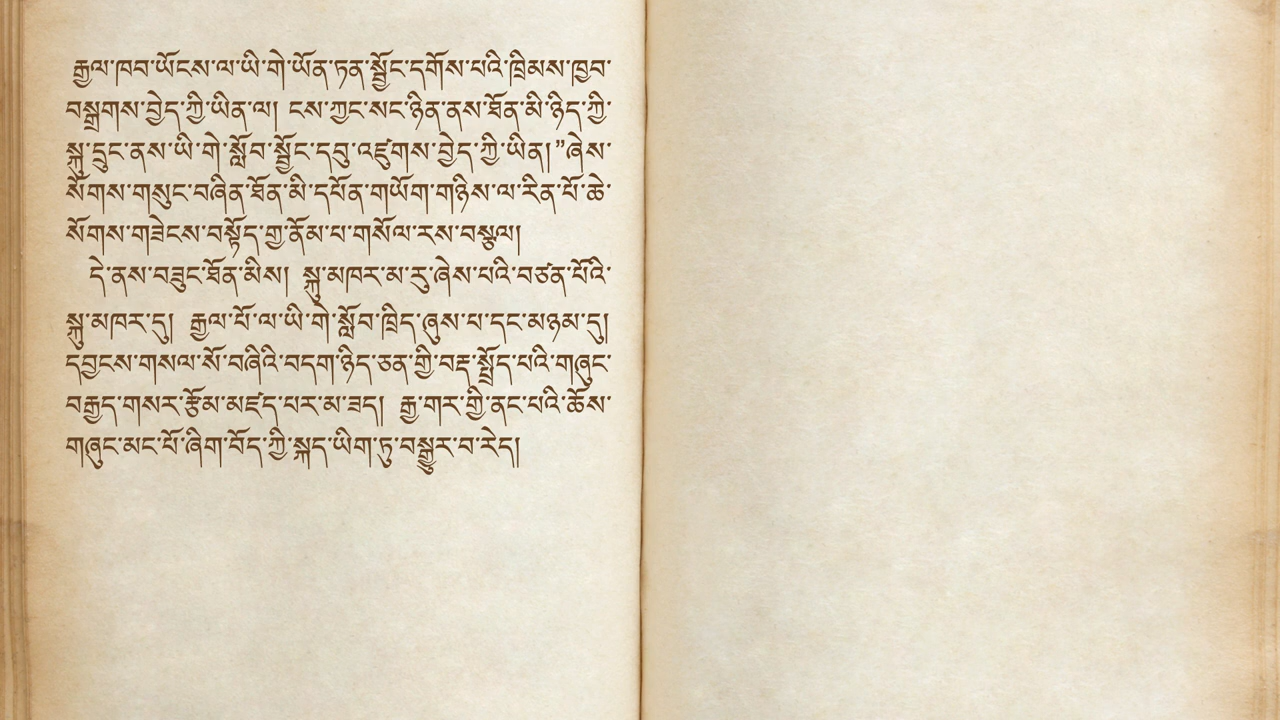 རྒྱལ་ཁབ་ཡོངས་ལ་ཡི་གེ་ཡོན་ཏན་སྦྱོང་དགོས་པའི་ཁྲིམས་ཁྱབ་
བསྒྲགས་བྱེད་ཀྱི་ཡིན་ལ། ངས་ཀྱང་སང་ཉིན་ནས་ཐོན་མི་ཉིད་ཀྱི་
སྐུ་དྲུང་ནས་ཡི་གེ་སློབ་སྦྱོང་དབུ་འཛུགས་བྱེད་ཀྱི་ཡིན། ”ཞེས་
སོགས་གསུང་བཞིན་ཐོན་མི་དཔོན་གཡོག་གཉིས་ལ་རིན་པོ་ཆེ་
སོགས་གཟེངས་བསྟོད་གྱ་ནོམ་པ་གསོལ་རས་བསྩལ།
དེ་ནས་བཟུང་ཐོན་མིས། སྐུ་མཁར་མ་རུ་ཞེས་པའི་བཙན་པོའི་
སྐུ་མཁར་དུ། རྒྱལ་པོ་ལ་ཡི་གེ་སློབ་ཁྲིད་ཞུས་པ་དང་མཉམ་དུ།
དབྱངས་གསལ་སོ་བཞིའི་བདག་ཉིད་ཅན་གྱི་བརྡ་སྤྲོད་པའི་གཞུང་
བརྒྱད་གསར་རྩོམ་མཛད་པར་མ་ཟད། རྒྱ་གར་གྱི་ནང་པའི་ཆོས་
གཞུང་མང་པོ་ཞིག་བོད་ཀྱི་སྐད་ཡིག་ཏུ་བསྒྱུར་བ་རེད།